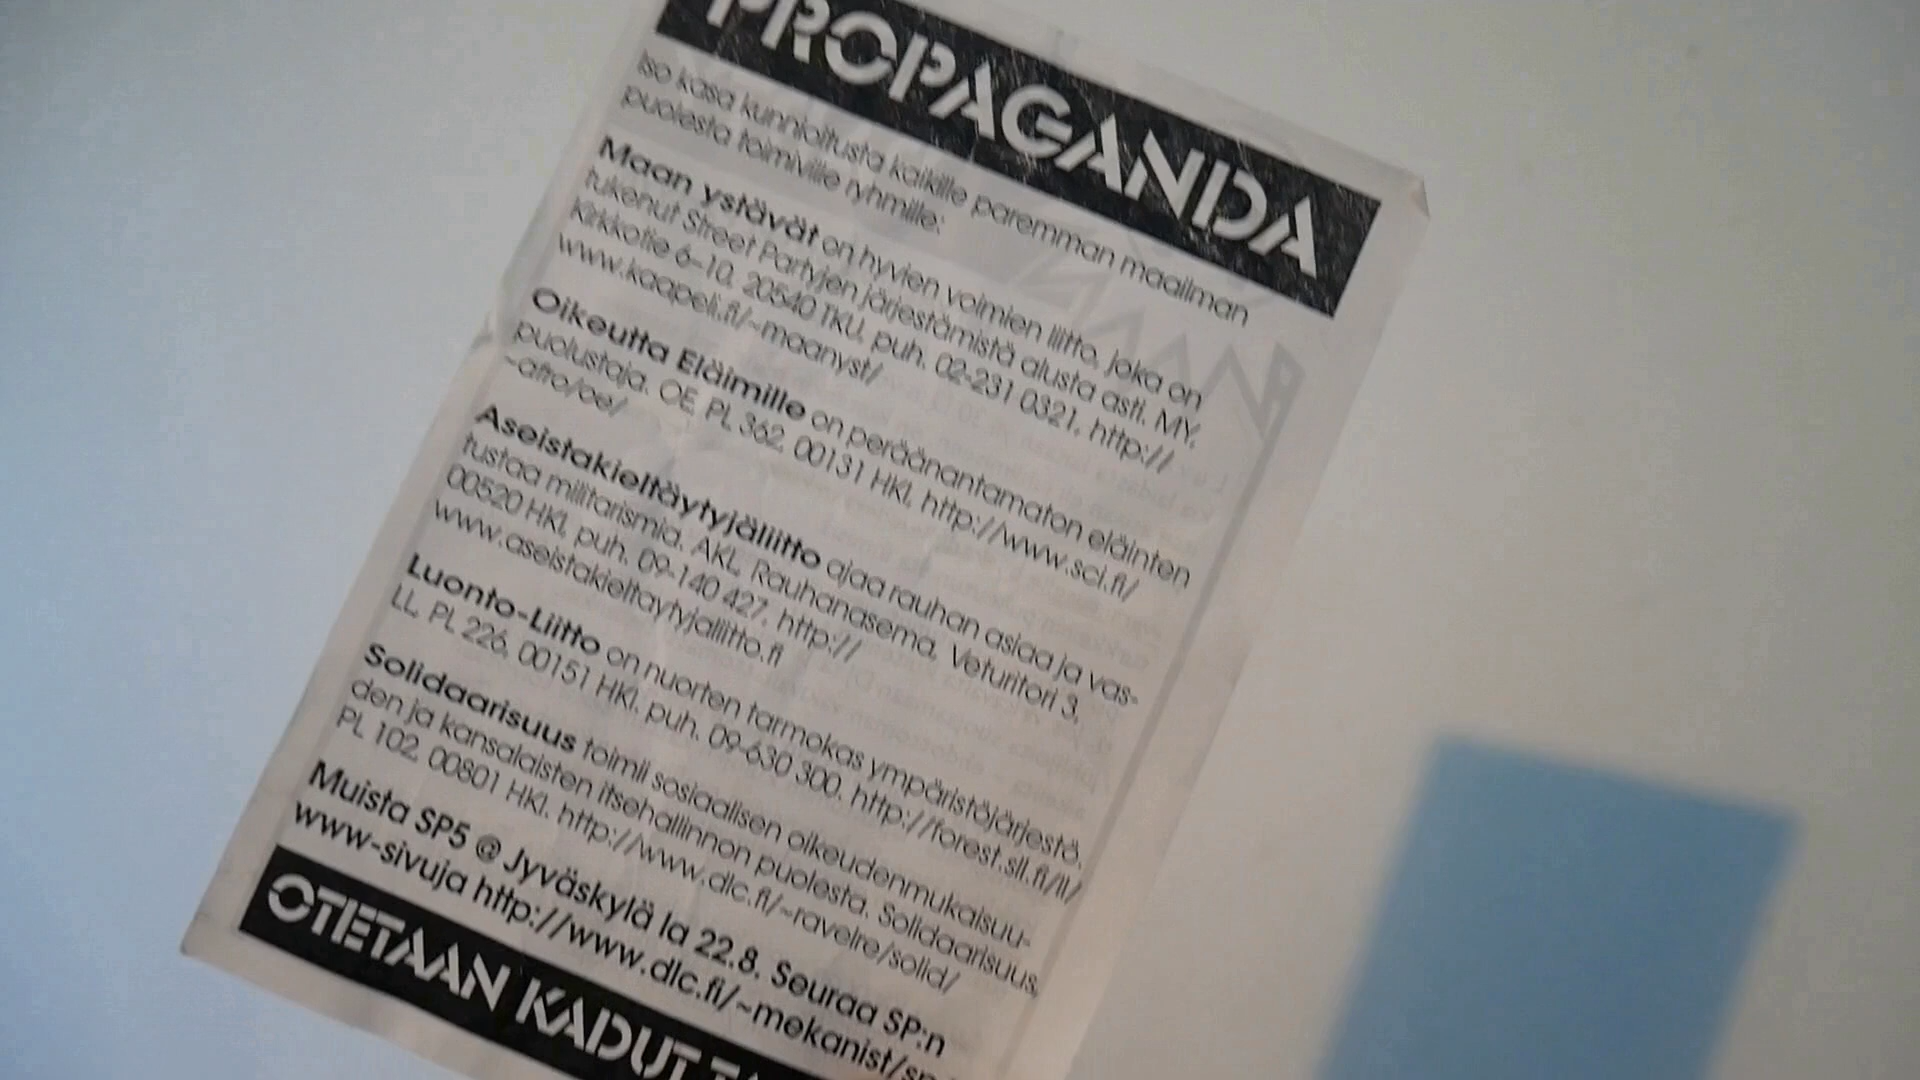 PROPAGANDA
Iso kasa kunnioitusta kaikille paremman maailman
puolesta toimiville ryhmille:
Maan ystävät on hyvien voimien liitto, joka on
tukenut Street Partyjen järjestämistä alusta asti. MY,
Kirkkotie 6–10, 20540 TKU, puh. 02-231 0321, http://
www.kaapeli.fi/~maanyst/
Oikeutta Eläimille on peräänantamaton eläinten
puolustaja. OE, PL 362, 00131 HKI, http://www.sci.fi/
~afro/oe/
Aseistakieltäytyjäliitto ajaa rauhan asiaa ja vas-
tustaa militarismia. AKL, Rauhanasema, Veturitori 3,
00520 HKI, puh. 09-140 427, http://
www.aseistakieltaytyjaliitto.fi
Luonto-Liitto on nuorten tarmokas ympäristöjärjestö.
LL, PL 226, 00151 HKI, puh. 09-630 300, http://forest.sll.fi/ll/
Solidaarisuus toimii sosiaalisen oikeudenmukaisuu-
den ja kansalaisten itsehallinnon puolesta. Solidaarisuus,
PL 102, 00801 HKI, http://www.dlc.fi/~ravelre/solid/
Muista SP5 @ Jyväskylä la 22.8. Seuraa SP:n
www-sivuja http://www.dlc.fi/~mekanist/
OTETAAN KADUT